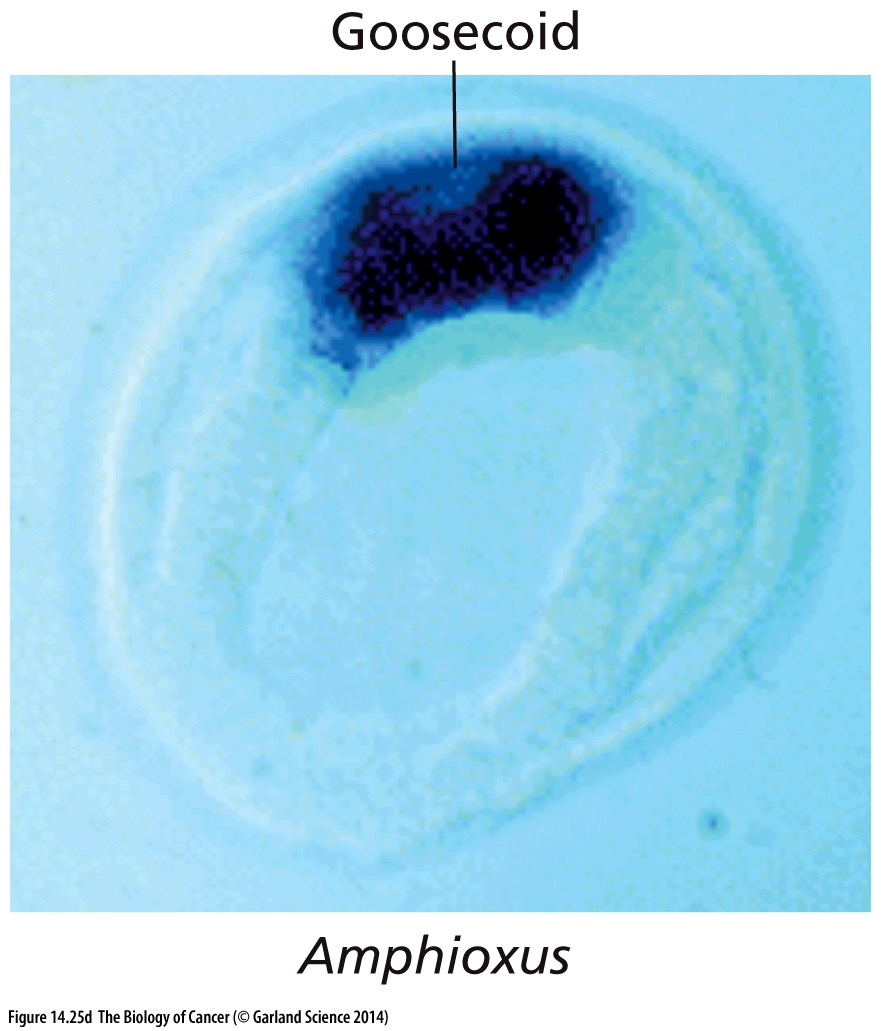 Goosecoid
Amphioxus
Figure 14.25d The Biology of Cancer (© Garland Science 2014)